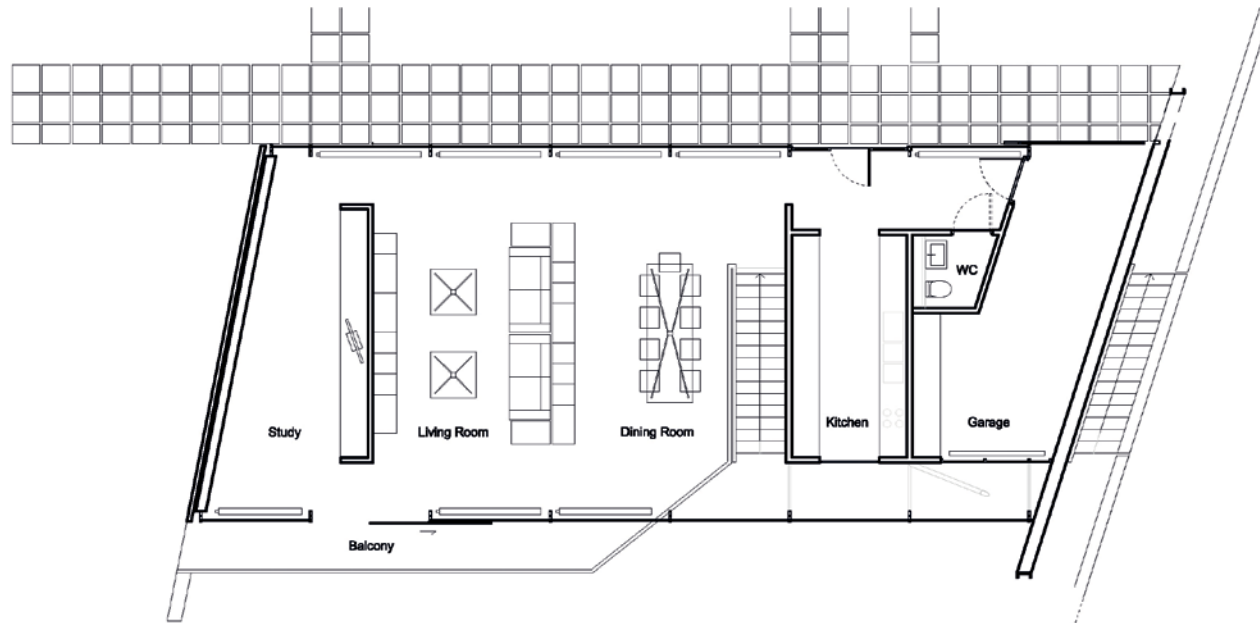 WC
Study
Living Room
Dining Room
Kitchen
Garage
Balcony